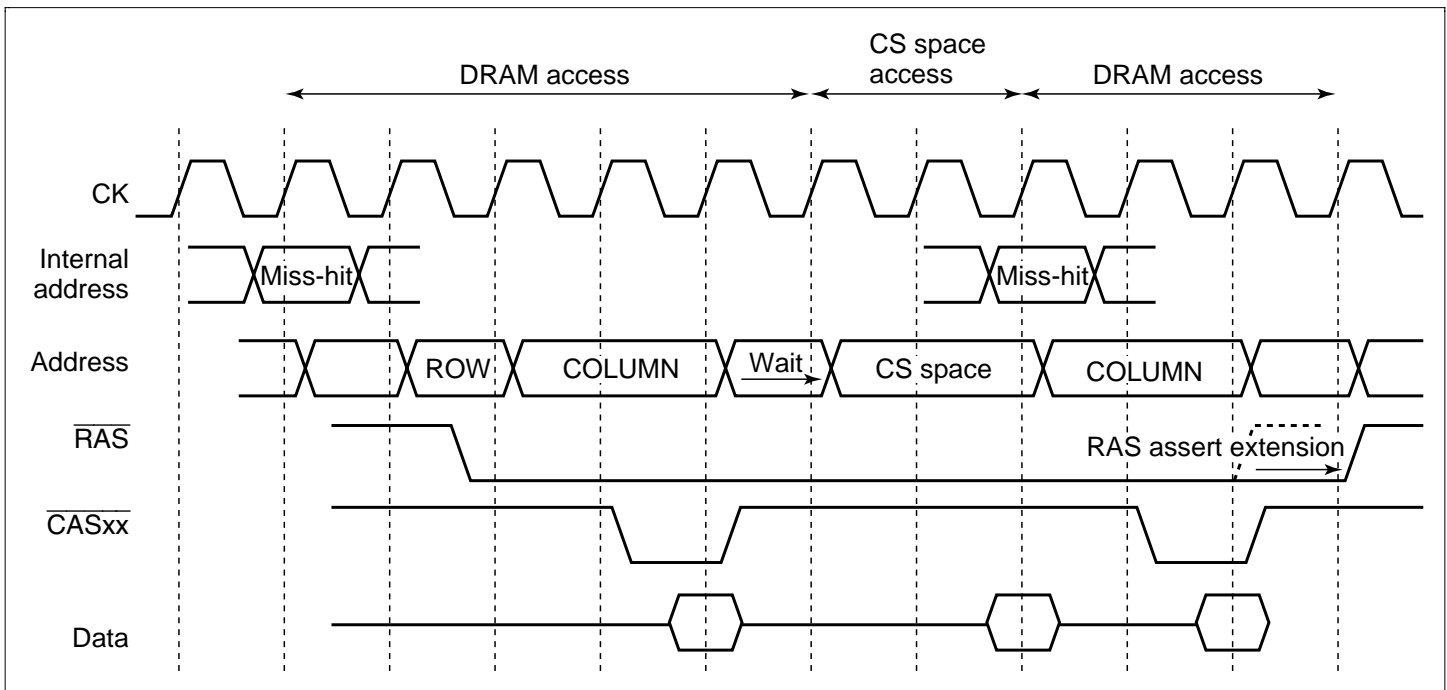 CS space
access
DRAM access
DRAM access
CK
Internal
address
Miss-hit
Miss-hit
Address
ROW
COLUMN
Wait
CS space
COLUMN
RAS
RAS assert extension
CASxx
Data